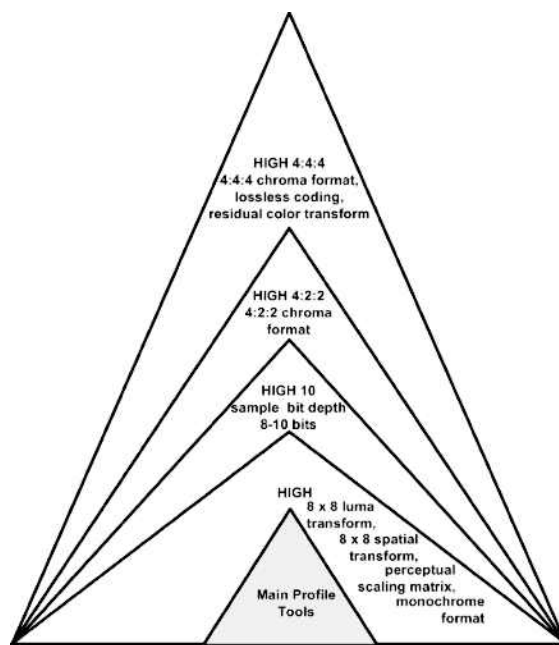 HIGH 4:4:4
4:4:4 chroma format,
lossless coding,
residual color transform
HIGH 4:2:2
4:2:2 chroma
format
HIGH 10
sample bit depth
8-10 bits
HIGH
8 x 8 luma
transform,
8 x 8 spatial
transform,
perceptual
scaling matrix,
monochrome
format
Main Profile
Tools